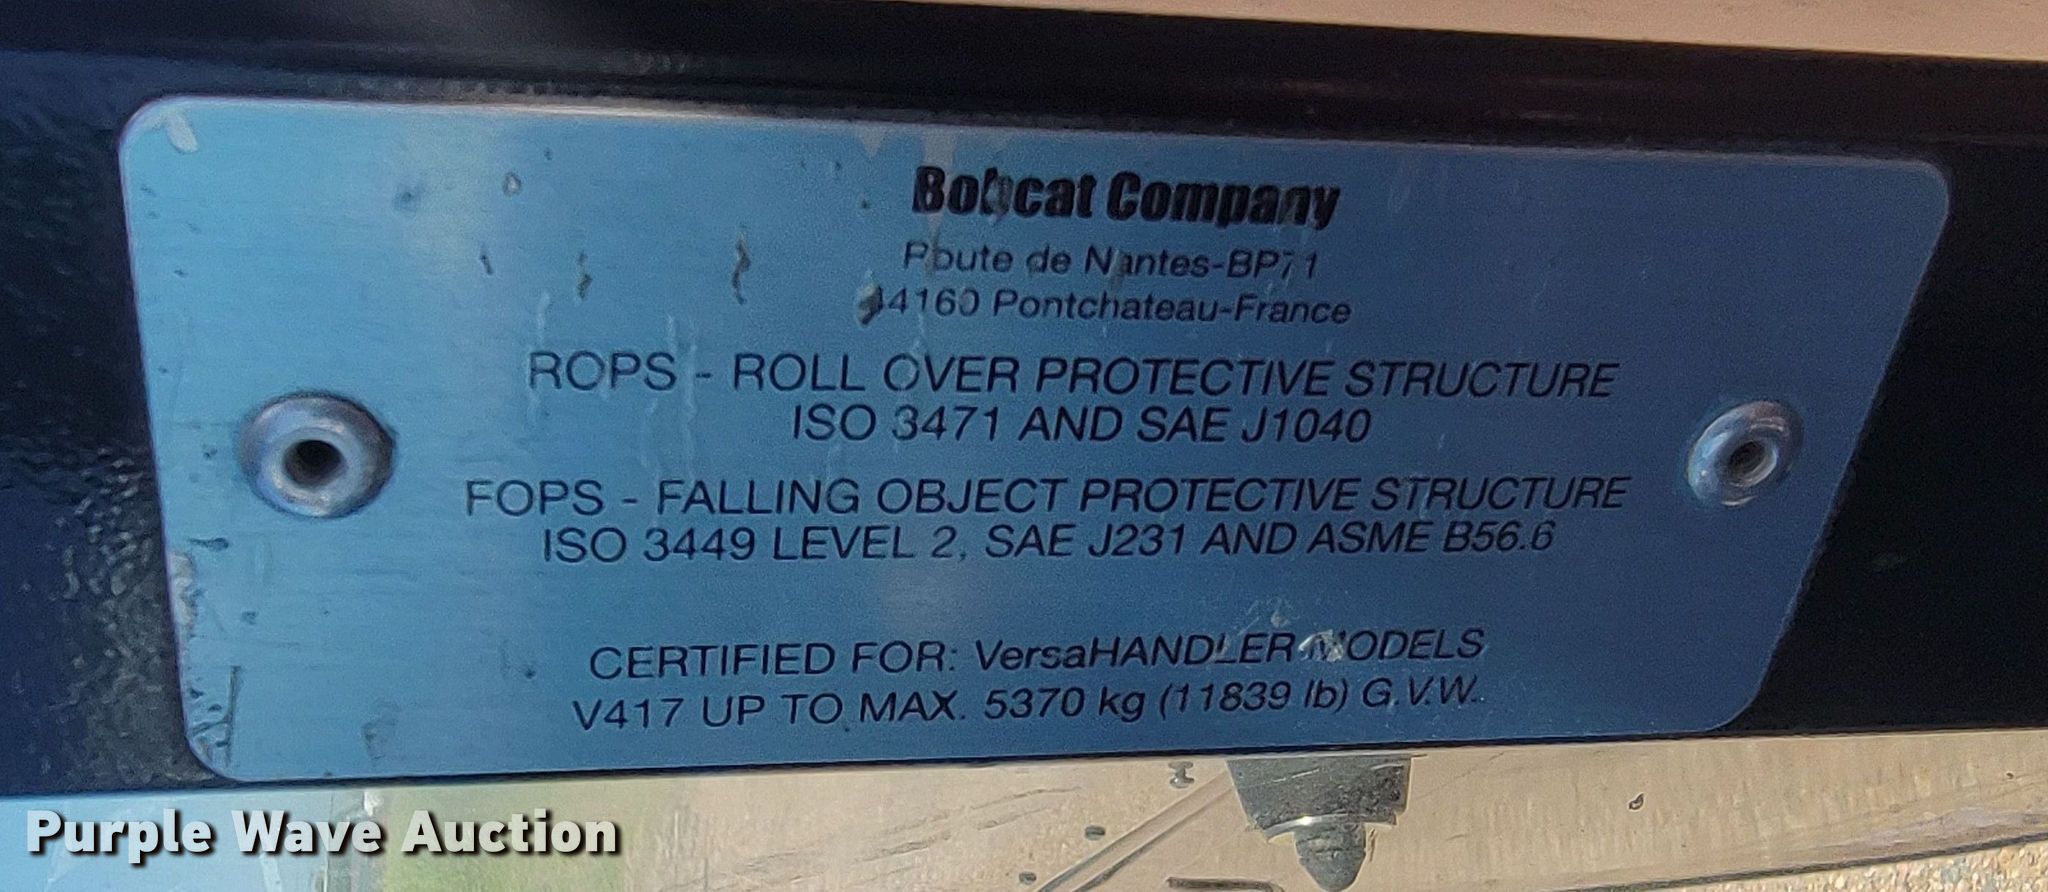 Bobcat Company
Route de Nantes-BP71
44160 Pontchateau-France
ROPS - ROLL OVER PROTECTIVE STRUCTURE
ISO 3471 AND SAE J1040
FOPS - FALLING OBJECT PROTECTIVE STRUCTURE
ISO 3449 LEVEL 2, SAE J231 AND ASME B56.6
CERTIFIED FOR: VersaHANDLER MODELS
V417 UP TO MAX. 5370 kg (11839 lb) G.V.W.
Purple Wave Auction